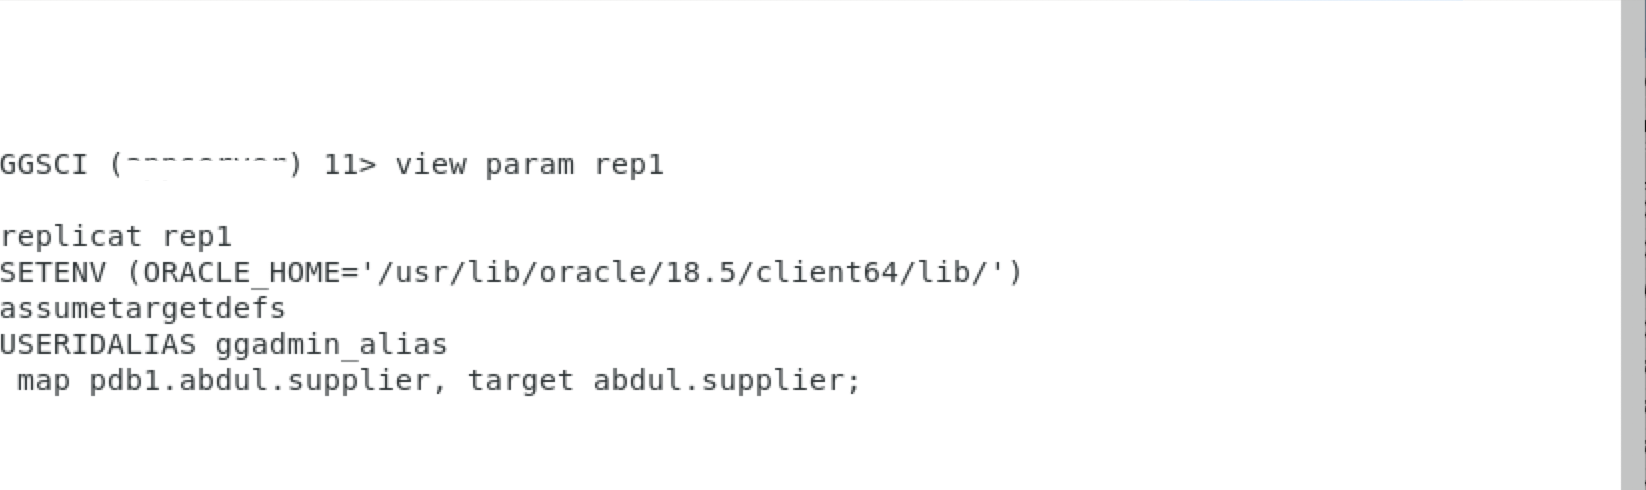 GGSCI () 11> view param rep1
replicat rep1
SETENV (ORACLE_HOME='/usr/lib/oracle/18.5/client64/lib/')
assumetargetdefs
USERIDALIAS ggadmin_alias
map pdb1.abdul.supplier, target abdul.supplier;